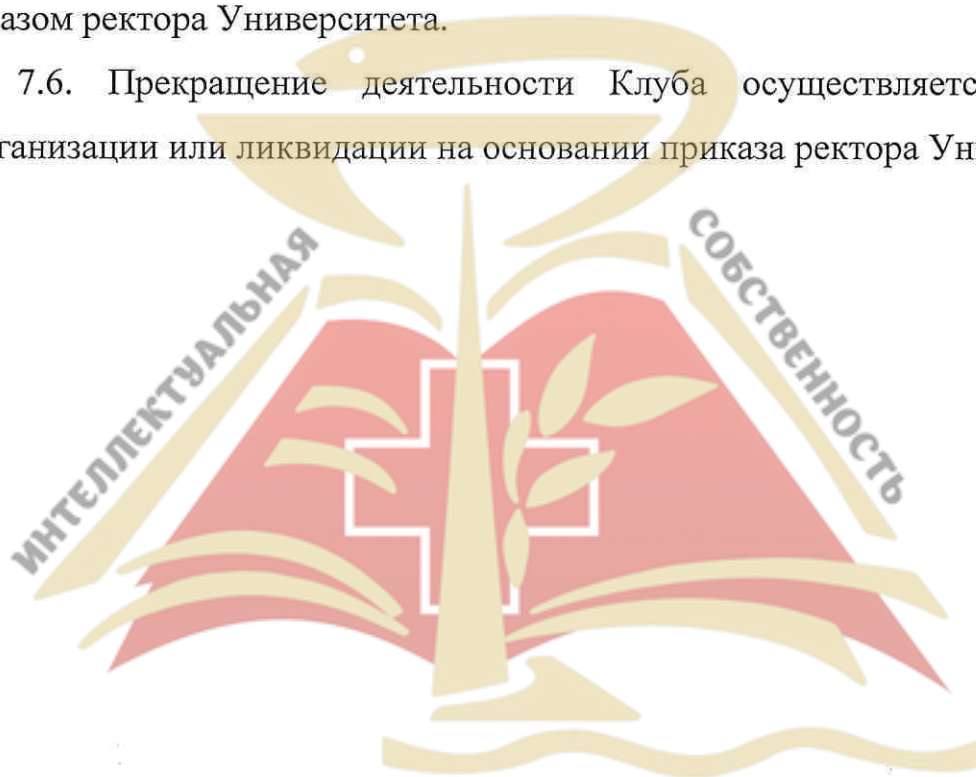 азом ректора Университета.
7.6. Прекращение деятельности Клуба осуществляетс
ганизации или ликвидации на основании приказа ректора Ун
ИНТЕЛЛЕКТУАЛЬНАЯ
СОБСТВЕННОСТЬ